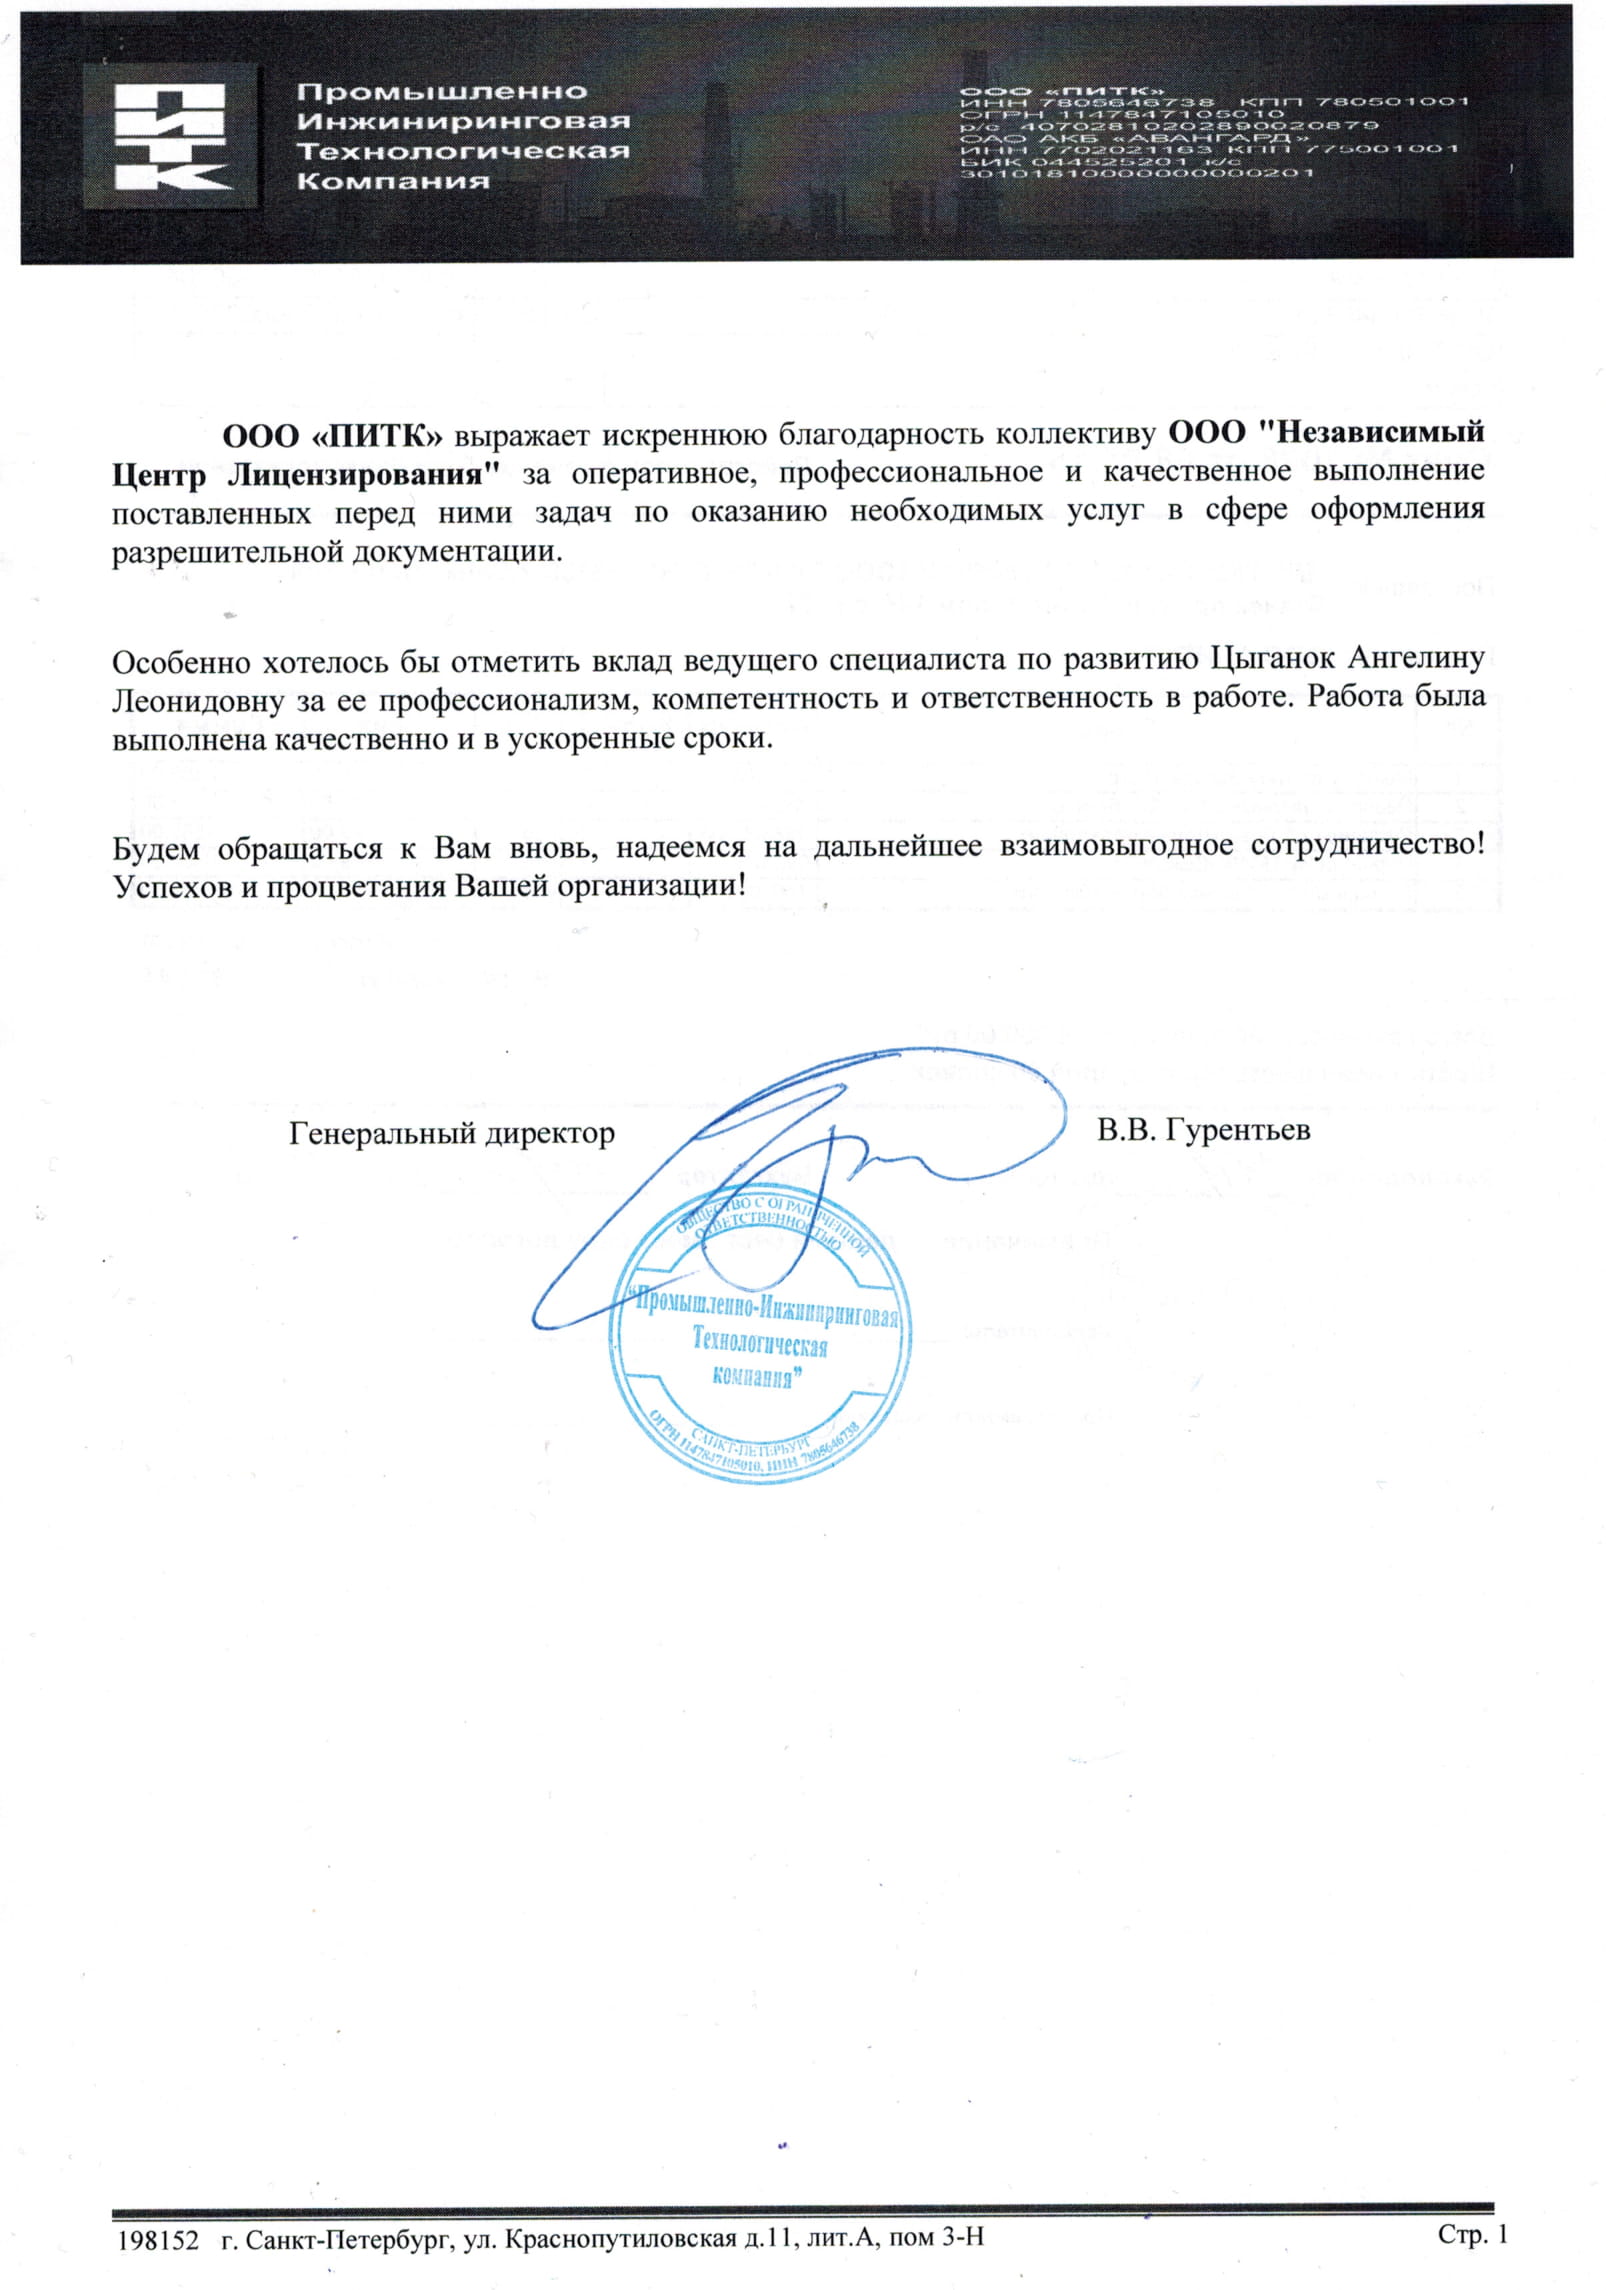 ПИТК
Промышленно
Инжиниринговая
Технологическая
Компания
ООО «ПИТК»
ИНН 7805646738 КПП 780501001
ОГРН 1147847105010
р/с 40702810202890020879
ОАО АКБ «АВАНГАРД»
ИНН 7702021163 КПП 775001001
БИК 044525201 к/с
30101810000000000201
ООО «ПИТК» выражает искреннюю благодарность коллективу ООО "Независимый
Центр Лицензирования" за оперативное, профессиональное и качественное выполнение
поставленных перед ними задач по оказанию необходимых услуг в сфере оформления
разрешительной документации.
Особенно хотелось бы отметить вклад ведущего специалиста по развитию Цыганок Ангелину
Леонидовну за ее профессионализм, компетентность и ответственность в работе. Работа была
выполнена качественно и в ускоренные сроки.
Будем обращаться к Вам вновь, надеемся на дальнейшее взаимовыгодное сотрудничество!
Успехов и процветания Вашей организации!
Генеральный директор В.В. Гурентьев
ОБЩЕСТВО С ОГРАНИЧЕННОЙ
ОТВЕТСТВЕННОСТЬЮ
“Промышленно-Инжиниринговая
Технологическая
компания”
САНКТ-ПЕТЕРБУРГ
ОГРН 1147847105010, ИНН 7805646738
198152 г. Санкт-Петербург, ул. Краснопутиловская д.11, лит.А, пом 3-Н Стр. 1